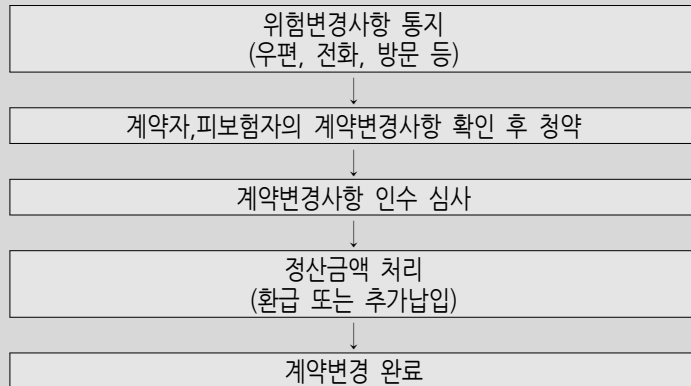 위험변경사항 통지
(우편, 전화, 방문 등)
↓
계약자,피보험자의 계약변경사항 확인 후 청약
↓
계약변경사항 인수 심사
↓
정산금액 처리
(환급 또는 추가납입)
↓
계약변경 완료